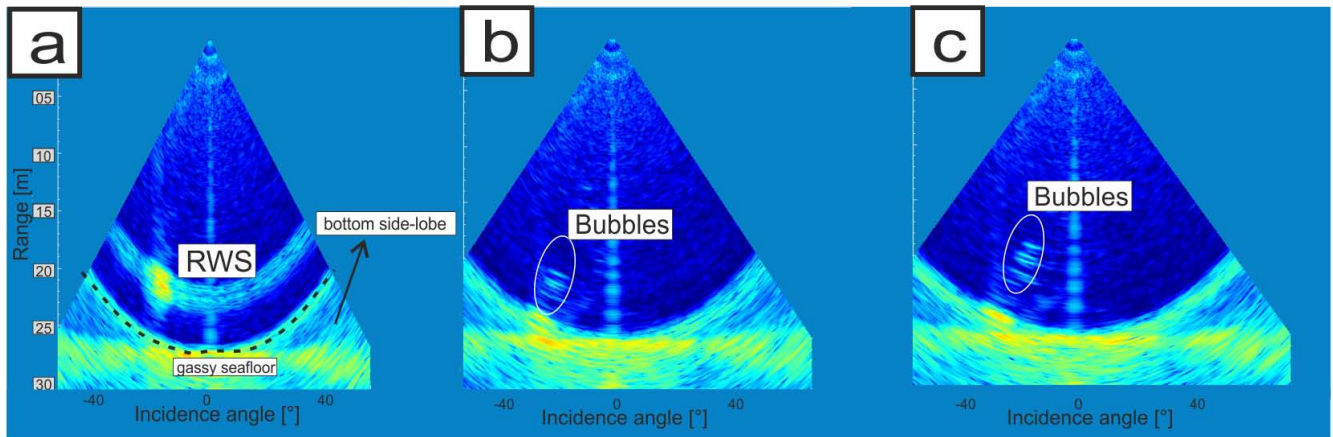 a
b
c
05
10
15
20
25
30
Range [m]
RWS
bottom side-lobe
gassy seafloor
-40
0
40
Incidence angle [°]
Bubbles
-40
0
40
Incidence angle [°]
Bubbles
-40
0
40
Incidence angle [°]